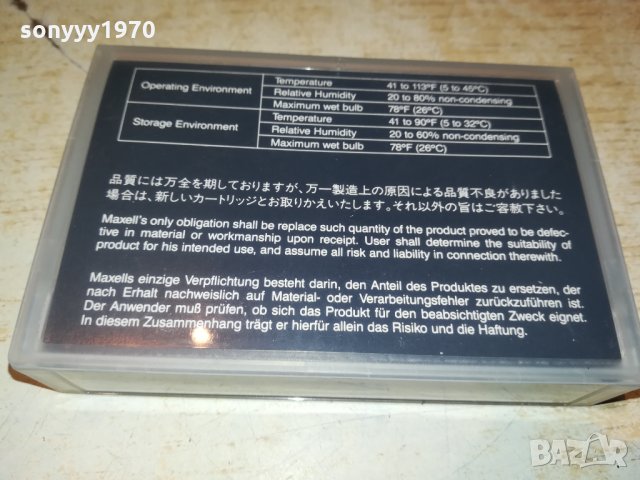 sonyyy1970
Operating Environment Temperature 41 to 113ºF (5 to 45ºC)
Relative Humidity 20 to 80% non-condensing
Maximum wet bulb 78ºF (26ºC)
Storage Environment Temperature 41 to 90ºF (5 to 32ºC)
Relative Humidity 20 to 60% non-condensing
Maximum wet bulb 78ºF (26ºC)
品質には万全を期しておりますが、万一製造上の原因による品質不良がありました
場合は、新しいカートリッジとお取りかえいたします。それ以外の旨はご容赦下さい。
Maxell's only obligation shall be replace such quantity of the product proved to be defec-
tive in material or workmanship upon receipt. User shall determine the suitability of
product for his intended use, and assume all risk and liability in connection therewith.
Maxells einzige Verpflichtung besteht darin, den Anteil des Produktes zu ersetzen, der
nach Erhalt nachweislich auf Material- oder Verarbeitungsfehler zurückzuführen ist.
Der Anwender muß prüfen, ob sich das Produkt für den beabsichtigten Zweck eignet.
In diesem Zusammenhang trägt er hierfür allein das Risiko und die Haftung.
BAZAR